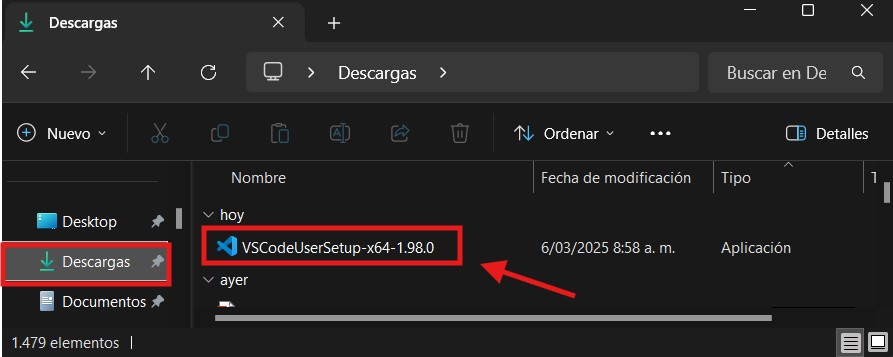 Descargas
Descargas
Buscar en De
Nuevo
Ordenar
Detalles
Nombre
Fecha de modificación
Tipo
T
Desktop
hoy
Descargas
VSCodeUserSetup-x64-1.98.0
6/03/2025 8:58 a. m.
Aplicación
ayer
Documentos
1.479 elementos